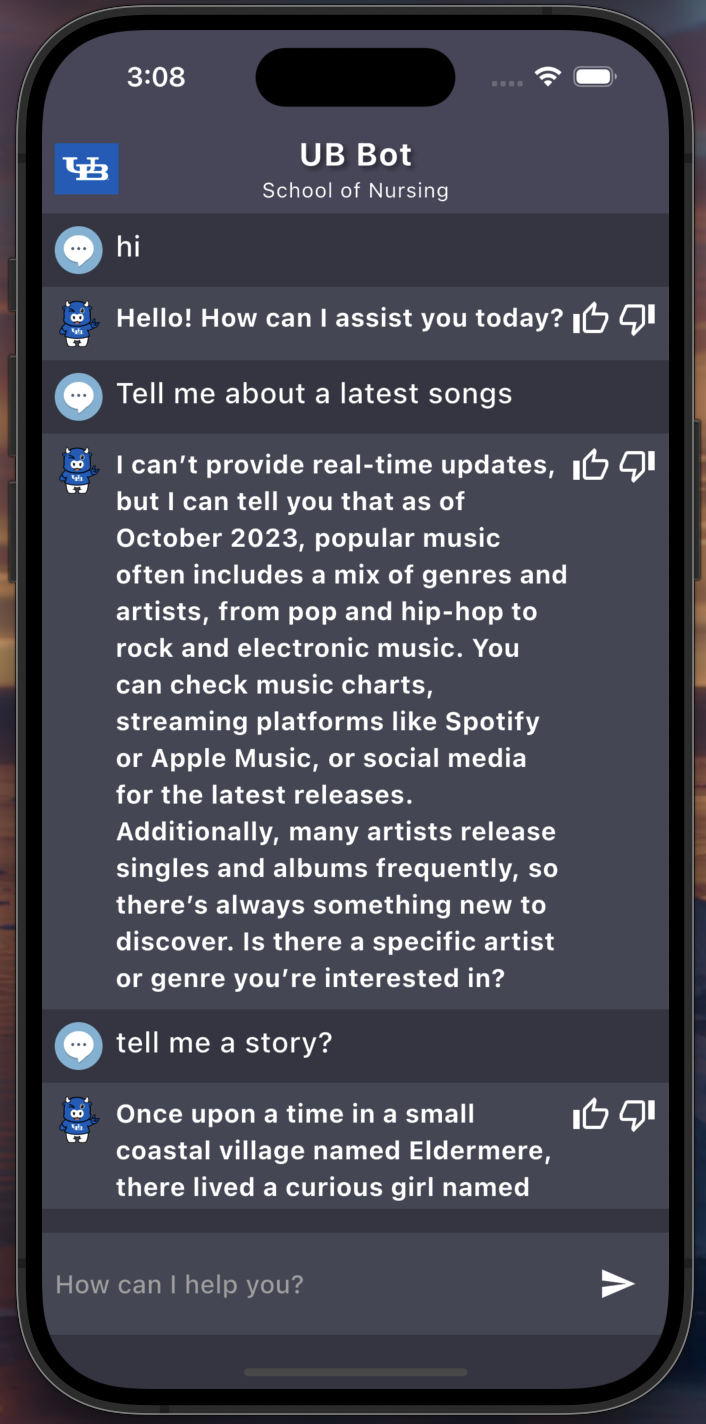 3:08
UB
UB Bot
School of Nursing
hi
Hello! How can I assist you today?
Tell me about a latest songs
I can’t provide real-time updates,
but I can tell you that as of
October 2023, popular music
often includes a mix of genres and
artists, from pop and hip-hop to
rock and electronic music. You
can check music charts,
streaming platforms like Spotify
or Apple Music, or social media
for the latest releases.
Additionally, many artists release
singles and albums frequently, so
there’s always something new to
discover. Is there a specific artist
or genre you’re interested in?
tell me a story?
Once upon a time in a small
coastal village named Eldermere,
there lived a curious girl named
How can I help you?